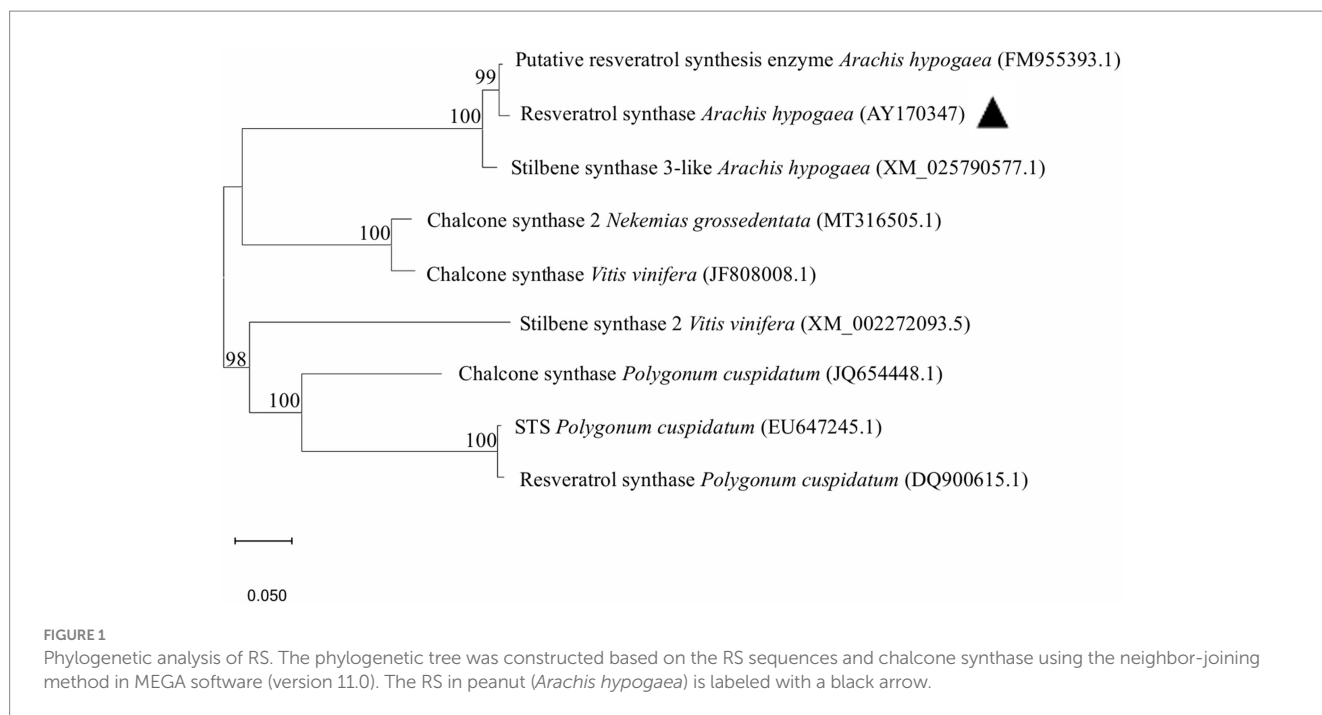 Putative resveratrol synthesis enzyme Arachis hypogaea (FM955393.1)
99
Resveratrol synthase Arachis hypogaea (AY170347)
100
Stilbene synthase 3-like Arachis hypogaea (XM_025790577.1)
Chalcone synthase 2 Nekemias grossedentata (MT316505.1)
100
Chalcone synthase Vitis vinifera (JF808008.1)
Stilbene synthase 2 Vitis vinifera (XM_002272093.5)
98
Chalcone synthase Polygonum cuspidatum (JQ654448.1)
100
STS Polygonum cuspidatum (EU647245.1)
100
Resveratrol synthase Polygonum cuspidatum (DQ900615.1)
0.050
FIGURE 1
Phylogenetic analysis of RS. The phylogenetic tree was constructed based on the RS sequences and chalcone synthase using the neighbor-joining
method in MEGA software (version 11.0). The RS in peanut (Arachis hypogaea) is labeled with a black arrow.